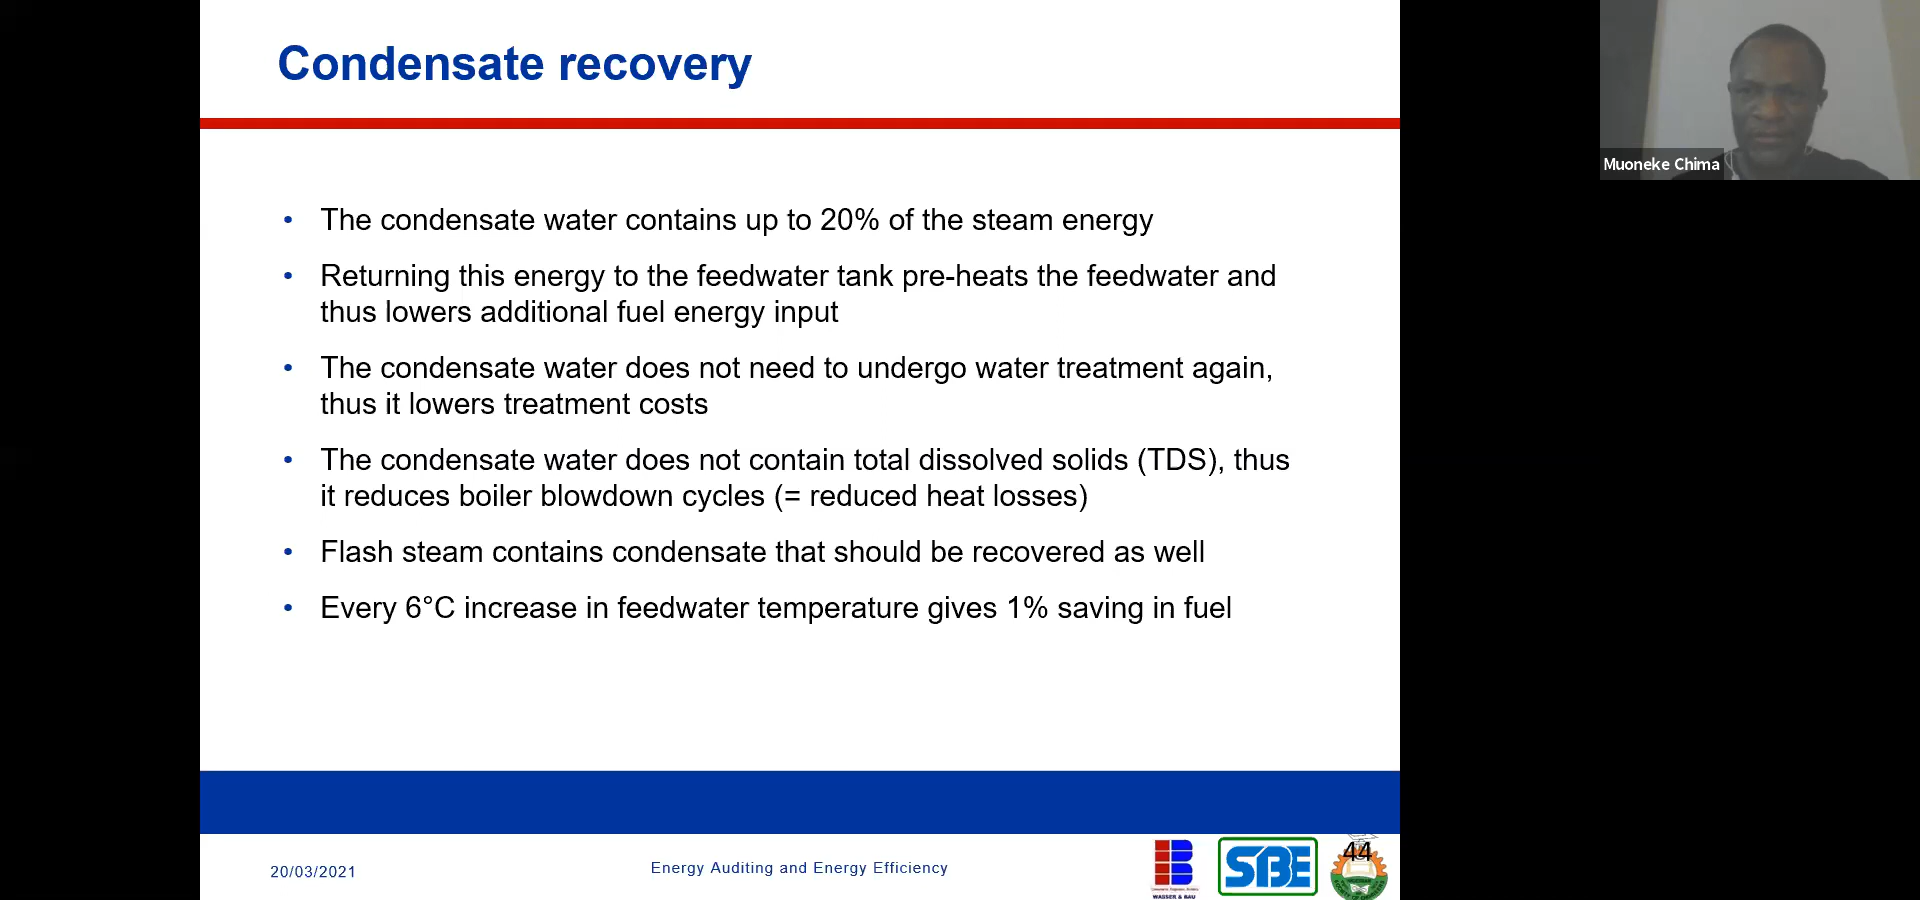 Condensate recovery
Muoneke Chima
• The condensate water contains up to 20% of the steam energy
• Returning this energy to the feedwater tank pre-heats the feedwater and
thus lowers additional fuel energy input
• The condensate water does not need to undergo water treatment again,
thus it lowers treatment costs
• The condensate water does not contain total dissolved solids (TDS), thus
it reduces boiler blowdown cycles (= reduced heat losses)
• Flash steam contains condensate that should be recovered as well
• Every 6°C increase in feedwater temperature gives 1% saving in fuel
20/03/2021
Energy Auditing and Energy Efficiency
WASSER & BAU
SBE
44